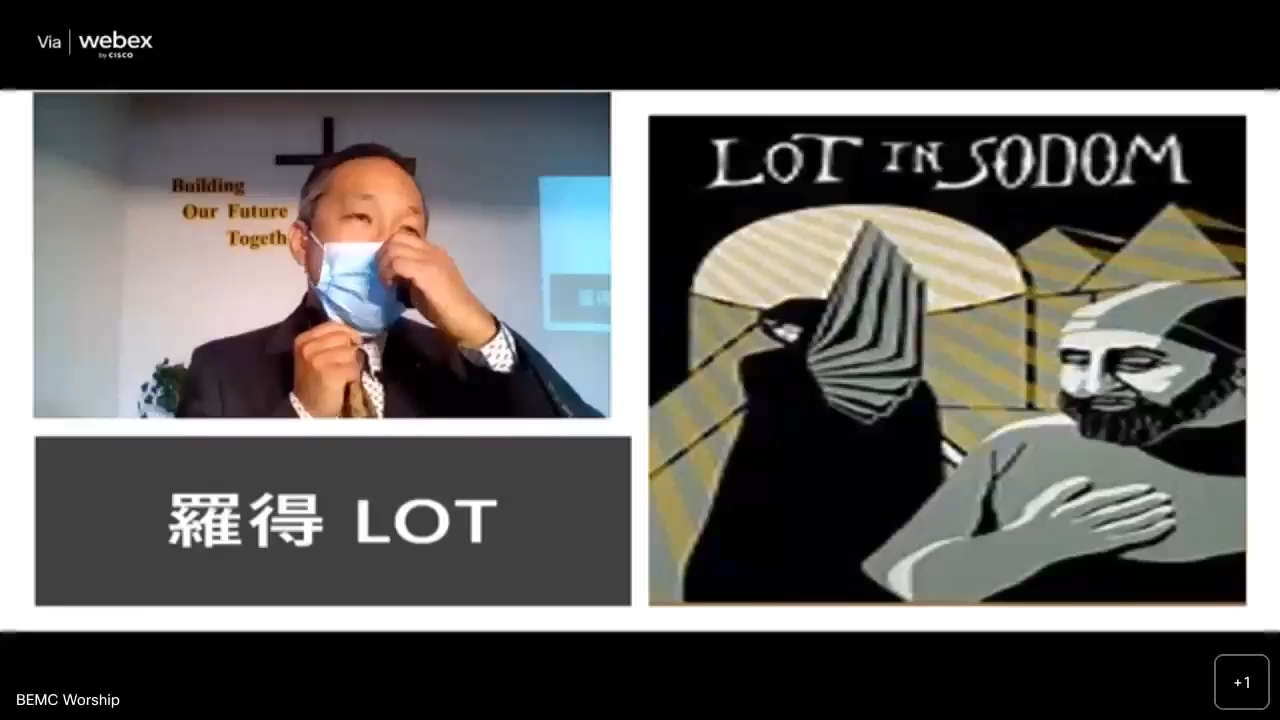 Via webex
by CISCO
Building
Our Future
Togeth
LOT IN SODOM
羅得 LOT
BEMC Worship
+1